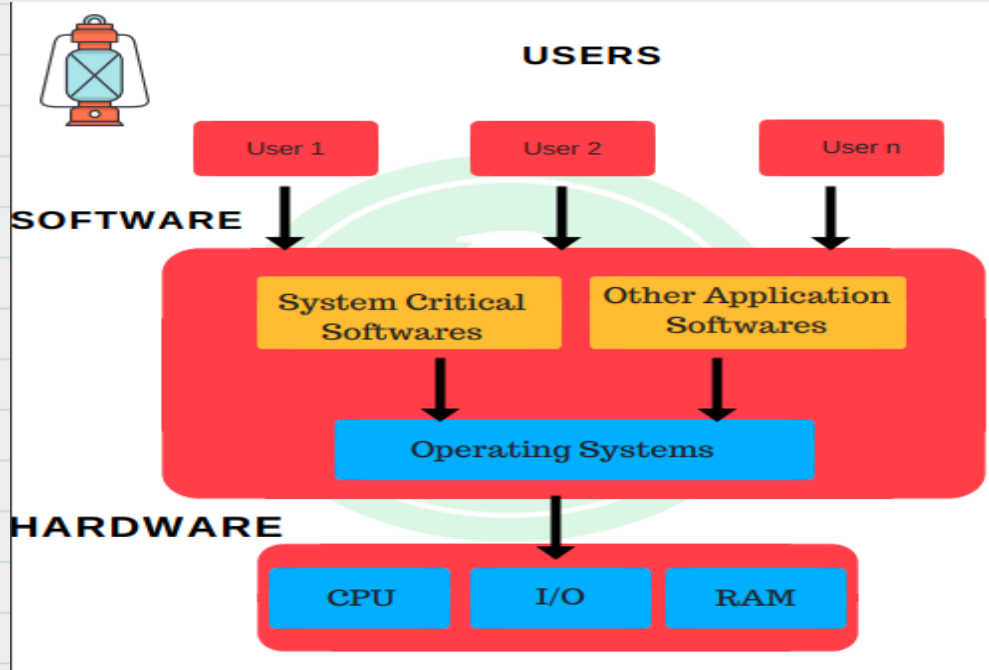 USERS
User 1
User 2
User n
SOFTWARE
System Critical
Softwares
Other Application
Softwares
Operating Systems
HARDWARE
CPU
I/O
RAM